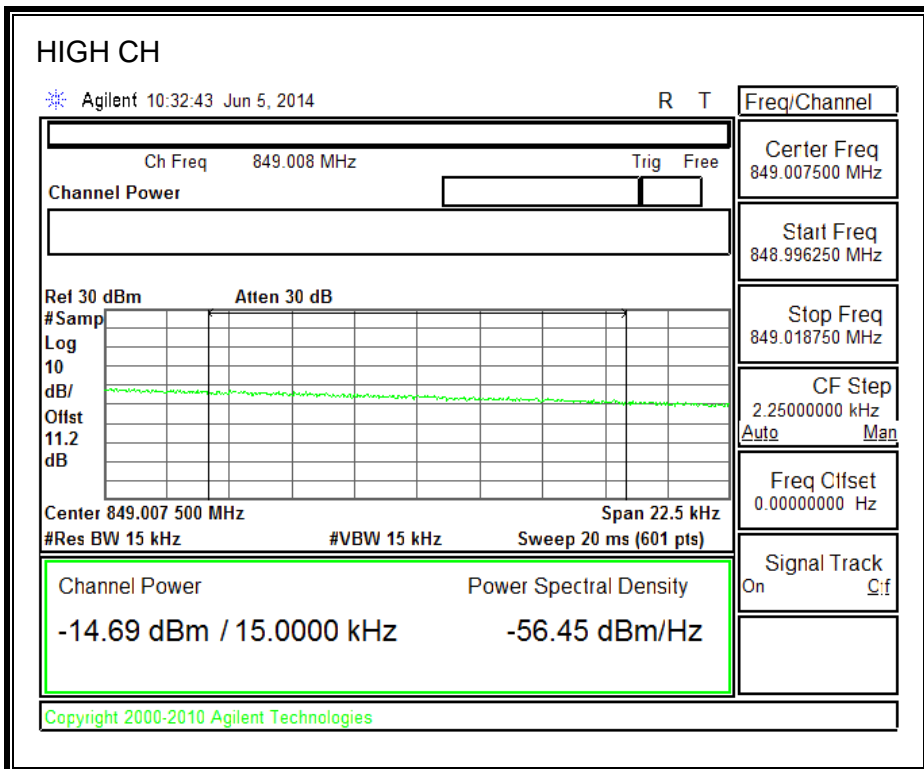 HIGH CH
Agilent 10:32:43 Jun 5, 2014 R T
Freq/Channel
Ch Freq 849.008 MHz Trig Free
Channel Power
Center Freq
849.007500 MHz
Start Freq
848.996250 MHz
Stop Freq
849.018750 MHz
CF Step
2.25000000 kHz
Auto Man
Freq Offset
0.00000000 Hz
Signal Track
On Off
Ref 30 dBm Atten 30 dB
#Samp
Log
10
dB/
Offst
11.2
dB
Center 849.007 500 MHz Span 22.5 kHz
#Res BW 15 kHz #VBW 15 kHz Sweep 20 ms (601 pts)
Channel Power Power Spectral Density
-14.69 dBm / 15.0000 kHz -56.45 dBm/Hz
Copyright 2000-2010 Agilent Technologies